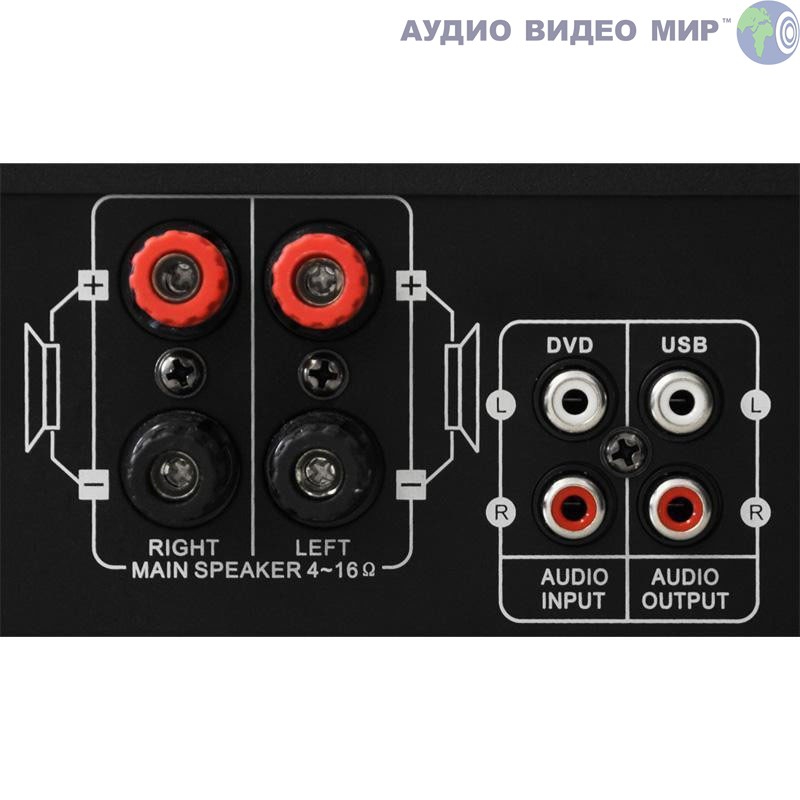 АУДИО ВИДЕО МИР™
+ +
DVD USB
L L
− −
R R
RIGHT LEFT
MAIN SPEAKER 4~16 Ω
AUDIO INPUT
AUDIO OUTPUT